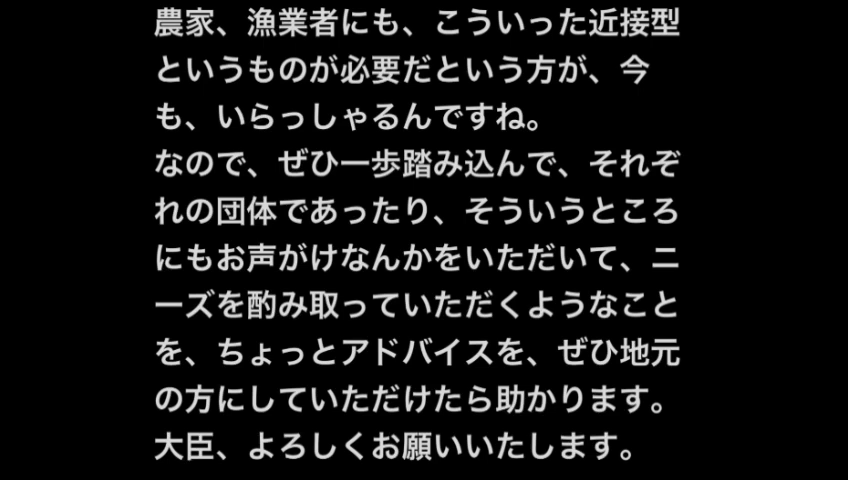 農家、漁業者にも、こういった近接型
というものが必要だという方が、今
も、いらっしゃるんですね。
なので、ぜひ一歩踏み込んで、それぞ
れの団体であったり、そういうところ
にもお声がけなんかをいただいて、ニ
ーズを酌み取っていただくようなこと
を、ちょっとアドバイスを、ぜひ地元
の方にしていただけたら助かります。
大臣、よろしくお願いいたします。